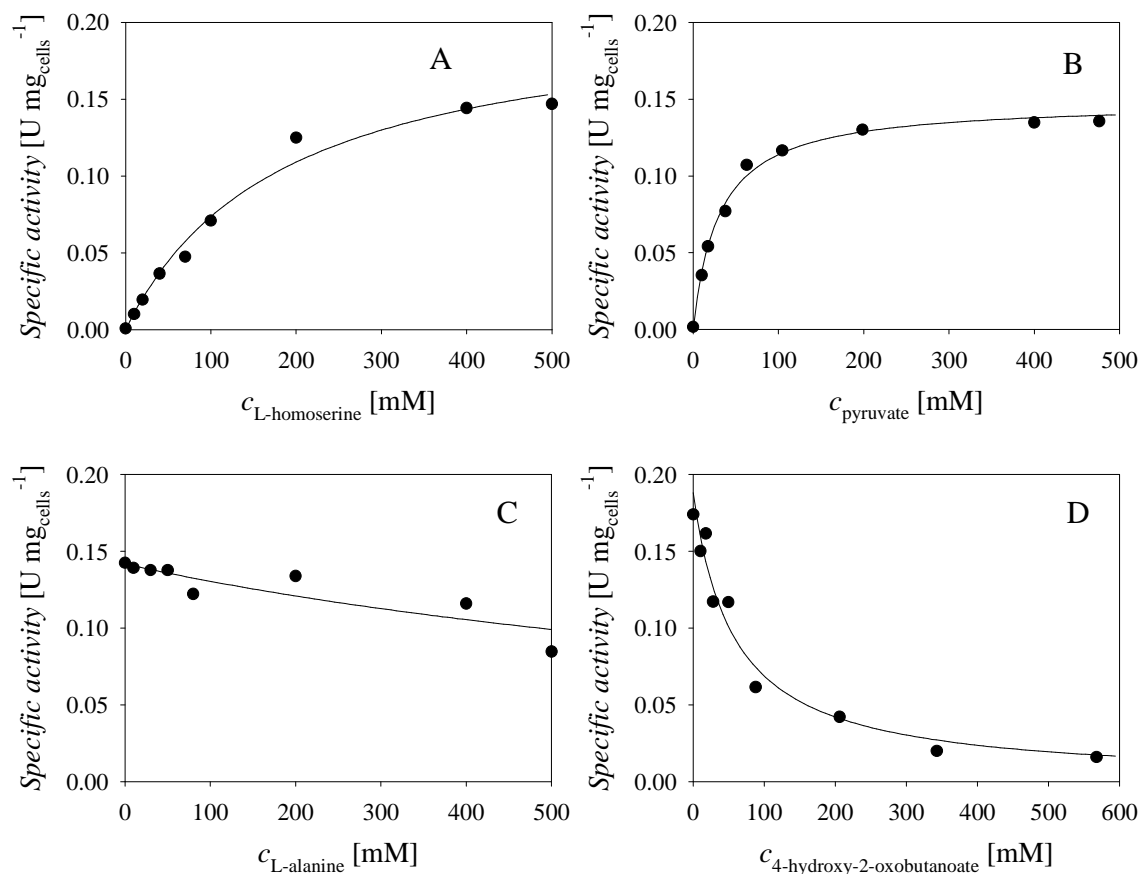 0.20
0.15
0.10
0.05
0.00
Specific activity [U mg_cells^-1]
A
0 100 200 300 400 500
c_L-homoserine [mM]
0.20
0.15
0.10
0.05
0.00
Specific activity [U mg_cells^-1]
B
0 100 200 300 400 500
c_pyruvate [mM]
0.20
0.15
0.10
0.05
0.00
Specific activity [U mg_cells^-1]
C
0 100 200 300 400 500
c_L-alanine [mM]
0.20
0.15
0.10
0.05
0.00
Specific activity [U mg_cells^-1]
D
0 100 200 300 400 500 600
c_4-hydroxy-2-oxobutanoate [mM]